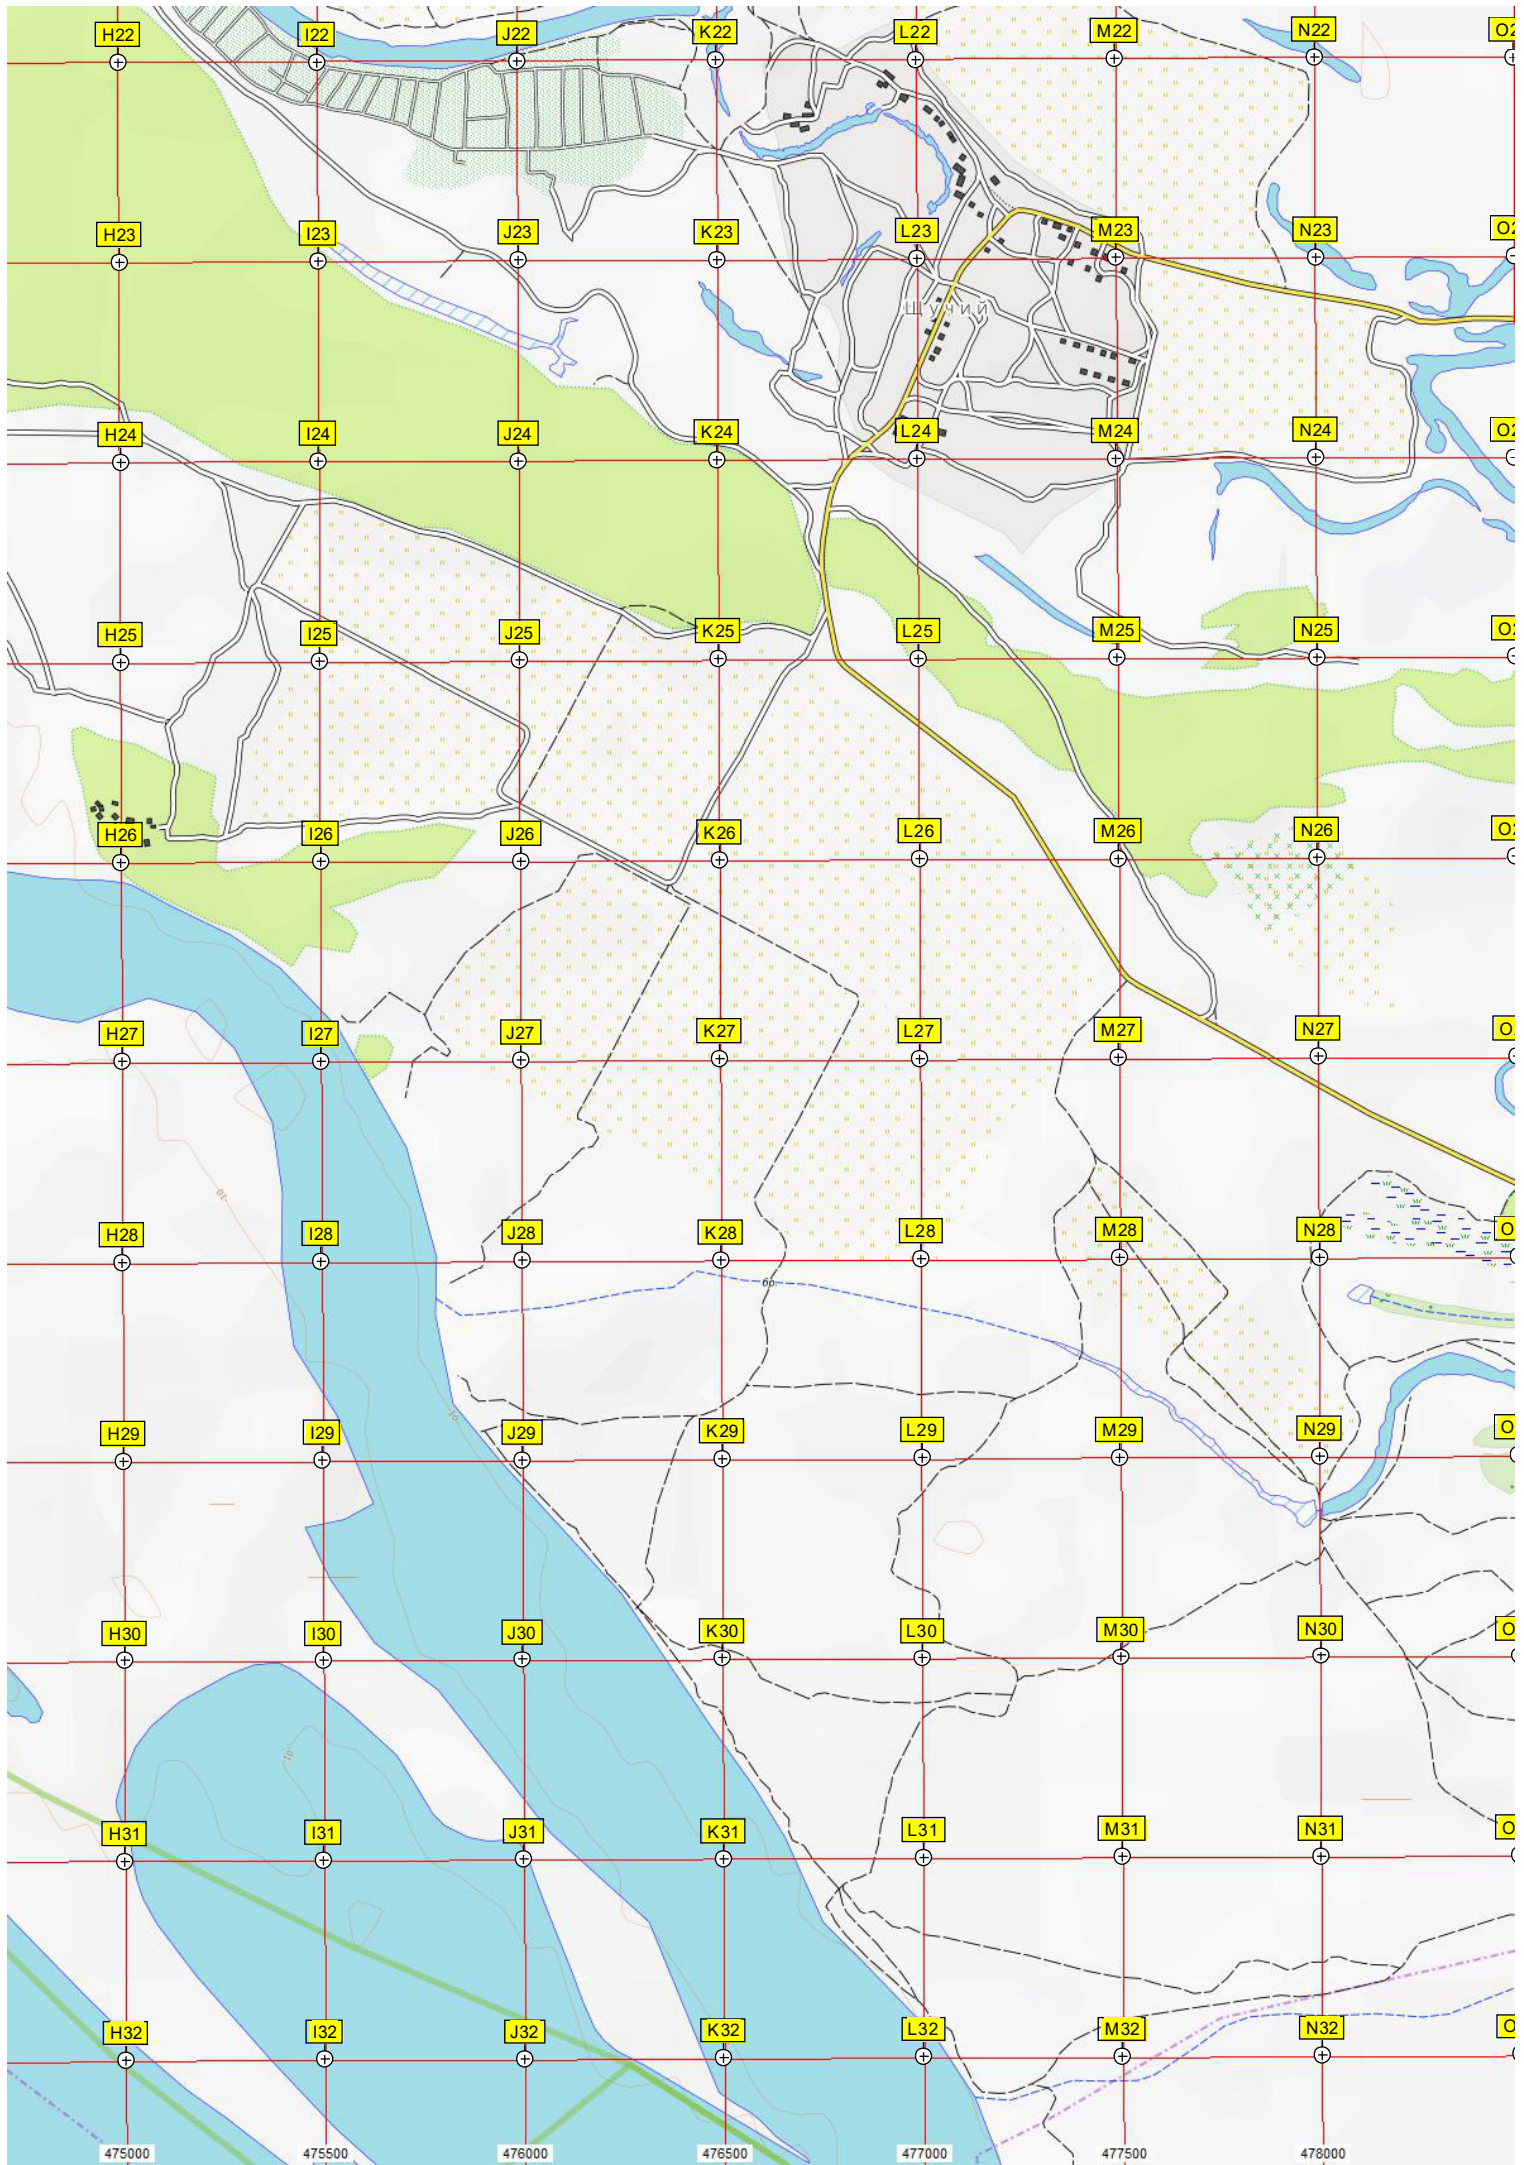 H22 I22 J22 K22 L22 M22 N22
H23 I23 J23 K23 L23 M23 N23
Щучий
H24 I24 J24 K24 L24 M24 N24
H25 I25 J25 K25 L25 M25 N25
H26 I26 J26 K26 L26 M26 N26
H27 I27 J27 K27 L27 M27 N27
-10
H28 I28 J28 K28 L28 M28 N28
бр.
-10
H29 I29 J29 K29 L29 M29 N29
H30 I30 J30 K30 L30 M30 N30
-10
H31 I31 J31 K31 L31 M31 N31
H32 I32 J32 K32 L32 M32 N32
475000 475500 476000 476500 477000 477500 478000